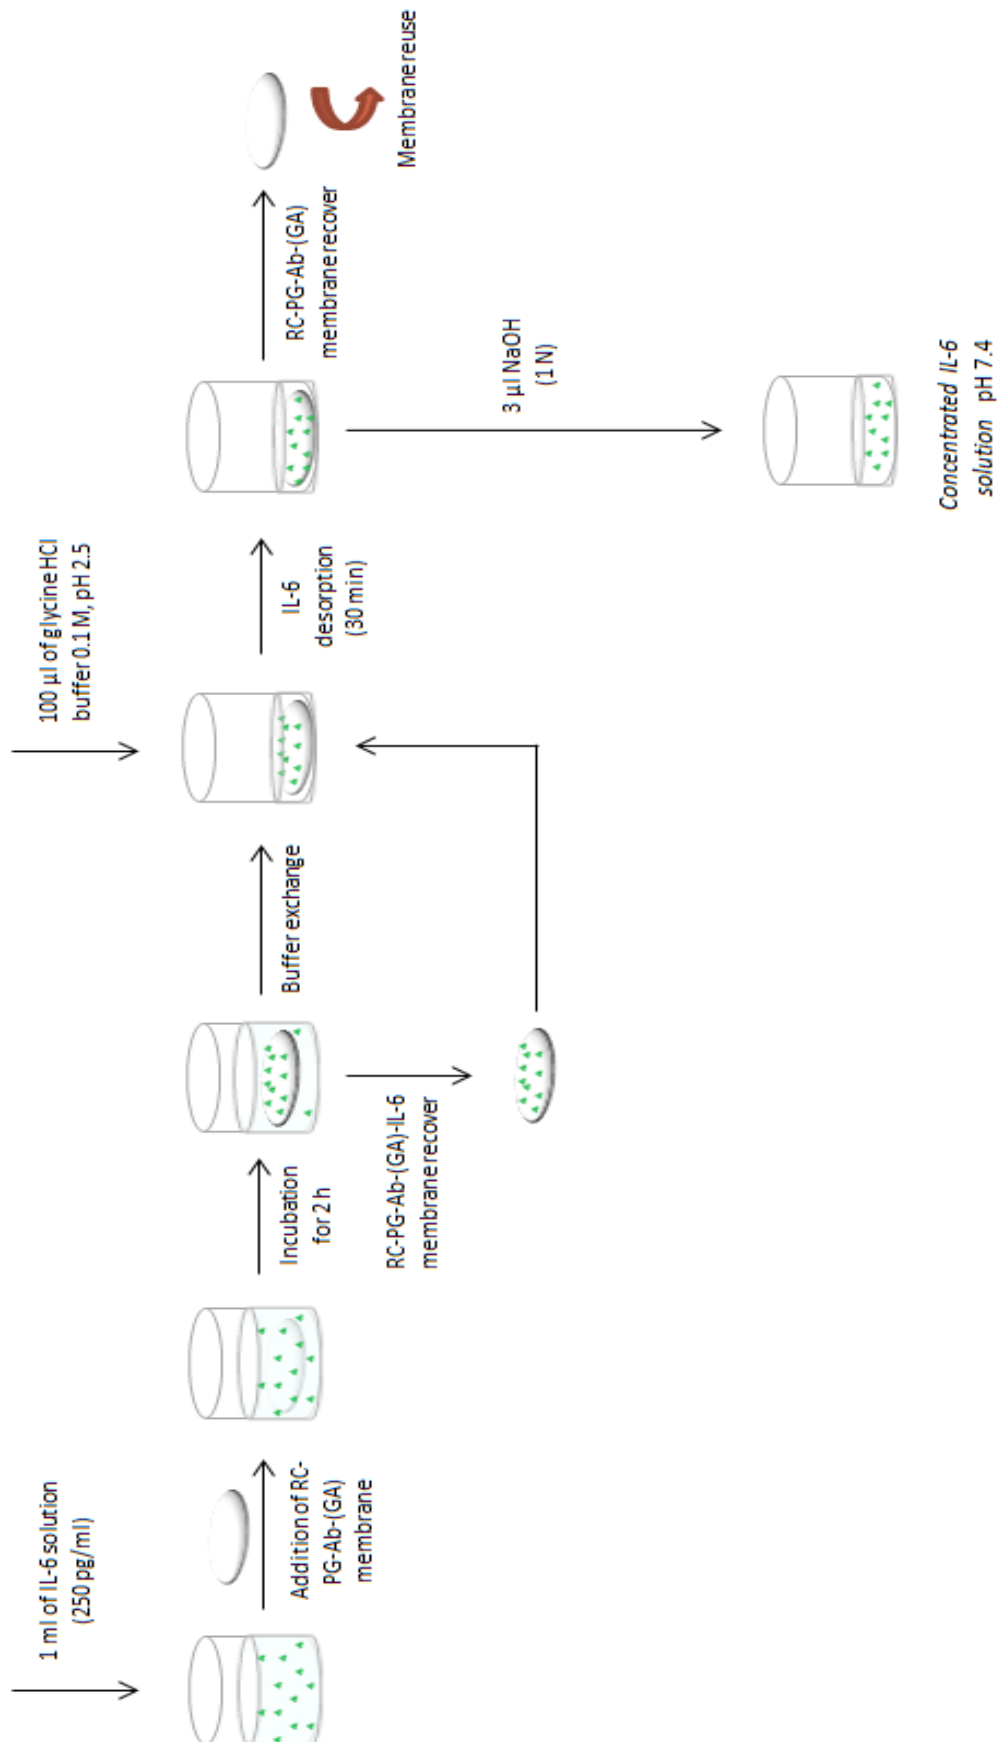 1 ml of IL-6 solution
(250 pg/ml)
Addition of RC-
PG-Ab-(GA)
membrane
Incubation
for 2 h
RC-PG-Ab-(GA)-IL-6
membrane recover
Buffer exchange
100 µl of glycine HCl
buffer 0.1 M, pH 2.5
IL-6
desorption
(30 min)
RC-PG-Ab-(GA)
membrane recover
Membrane reuse
3 µl NaOH
(1 N)
Concentrated IL-6
solution pH 7.4